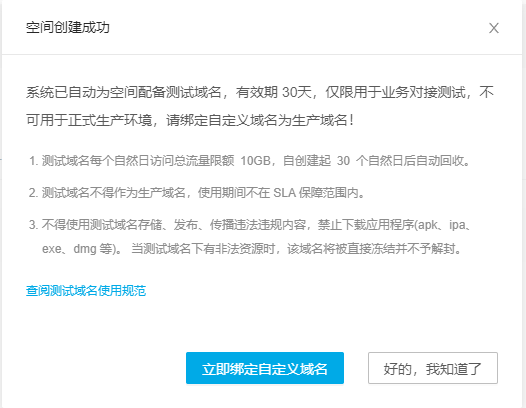 空间创建成功
系统已自动为空间配备测试域名，有效期 30天，仅限用于业务对接测试，不
可用于正式生产环境，请绑定自定义域名为生产域名！
1. 测试域名每个自然日访问总流量限额 10GB，自创建起 30 个自然日后自动回收。
2. 测试域名不得作为生产域名，使用期间不在 SLA 保障范围内。
3. 不得使用测试域名存储、发布、传播违法违规内容，禁止下载应用程序(apk、ipa、
exe、dmg 等)。 当测试域名下有非法资源时，该域名将被直接冻结并不予解封。
查阅测试域名使用规范
立即绑定自定义域名
好的，我知道了